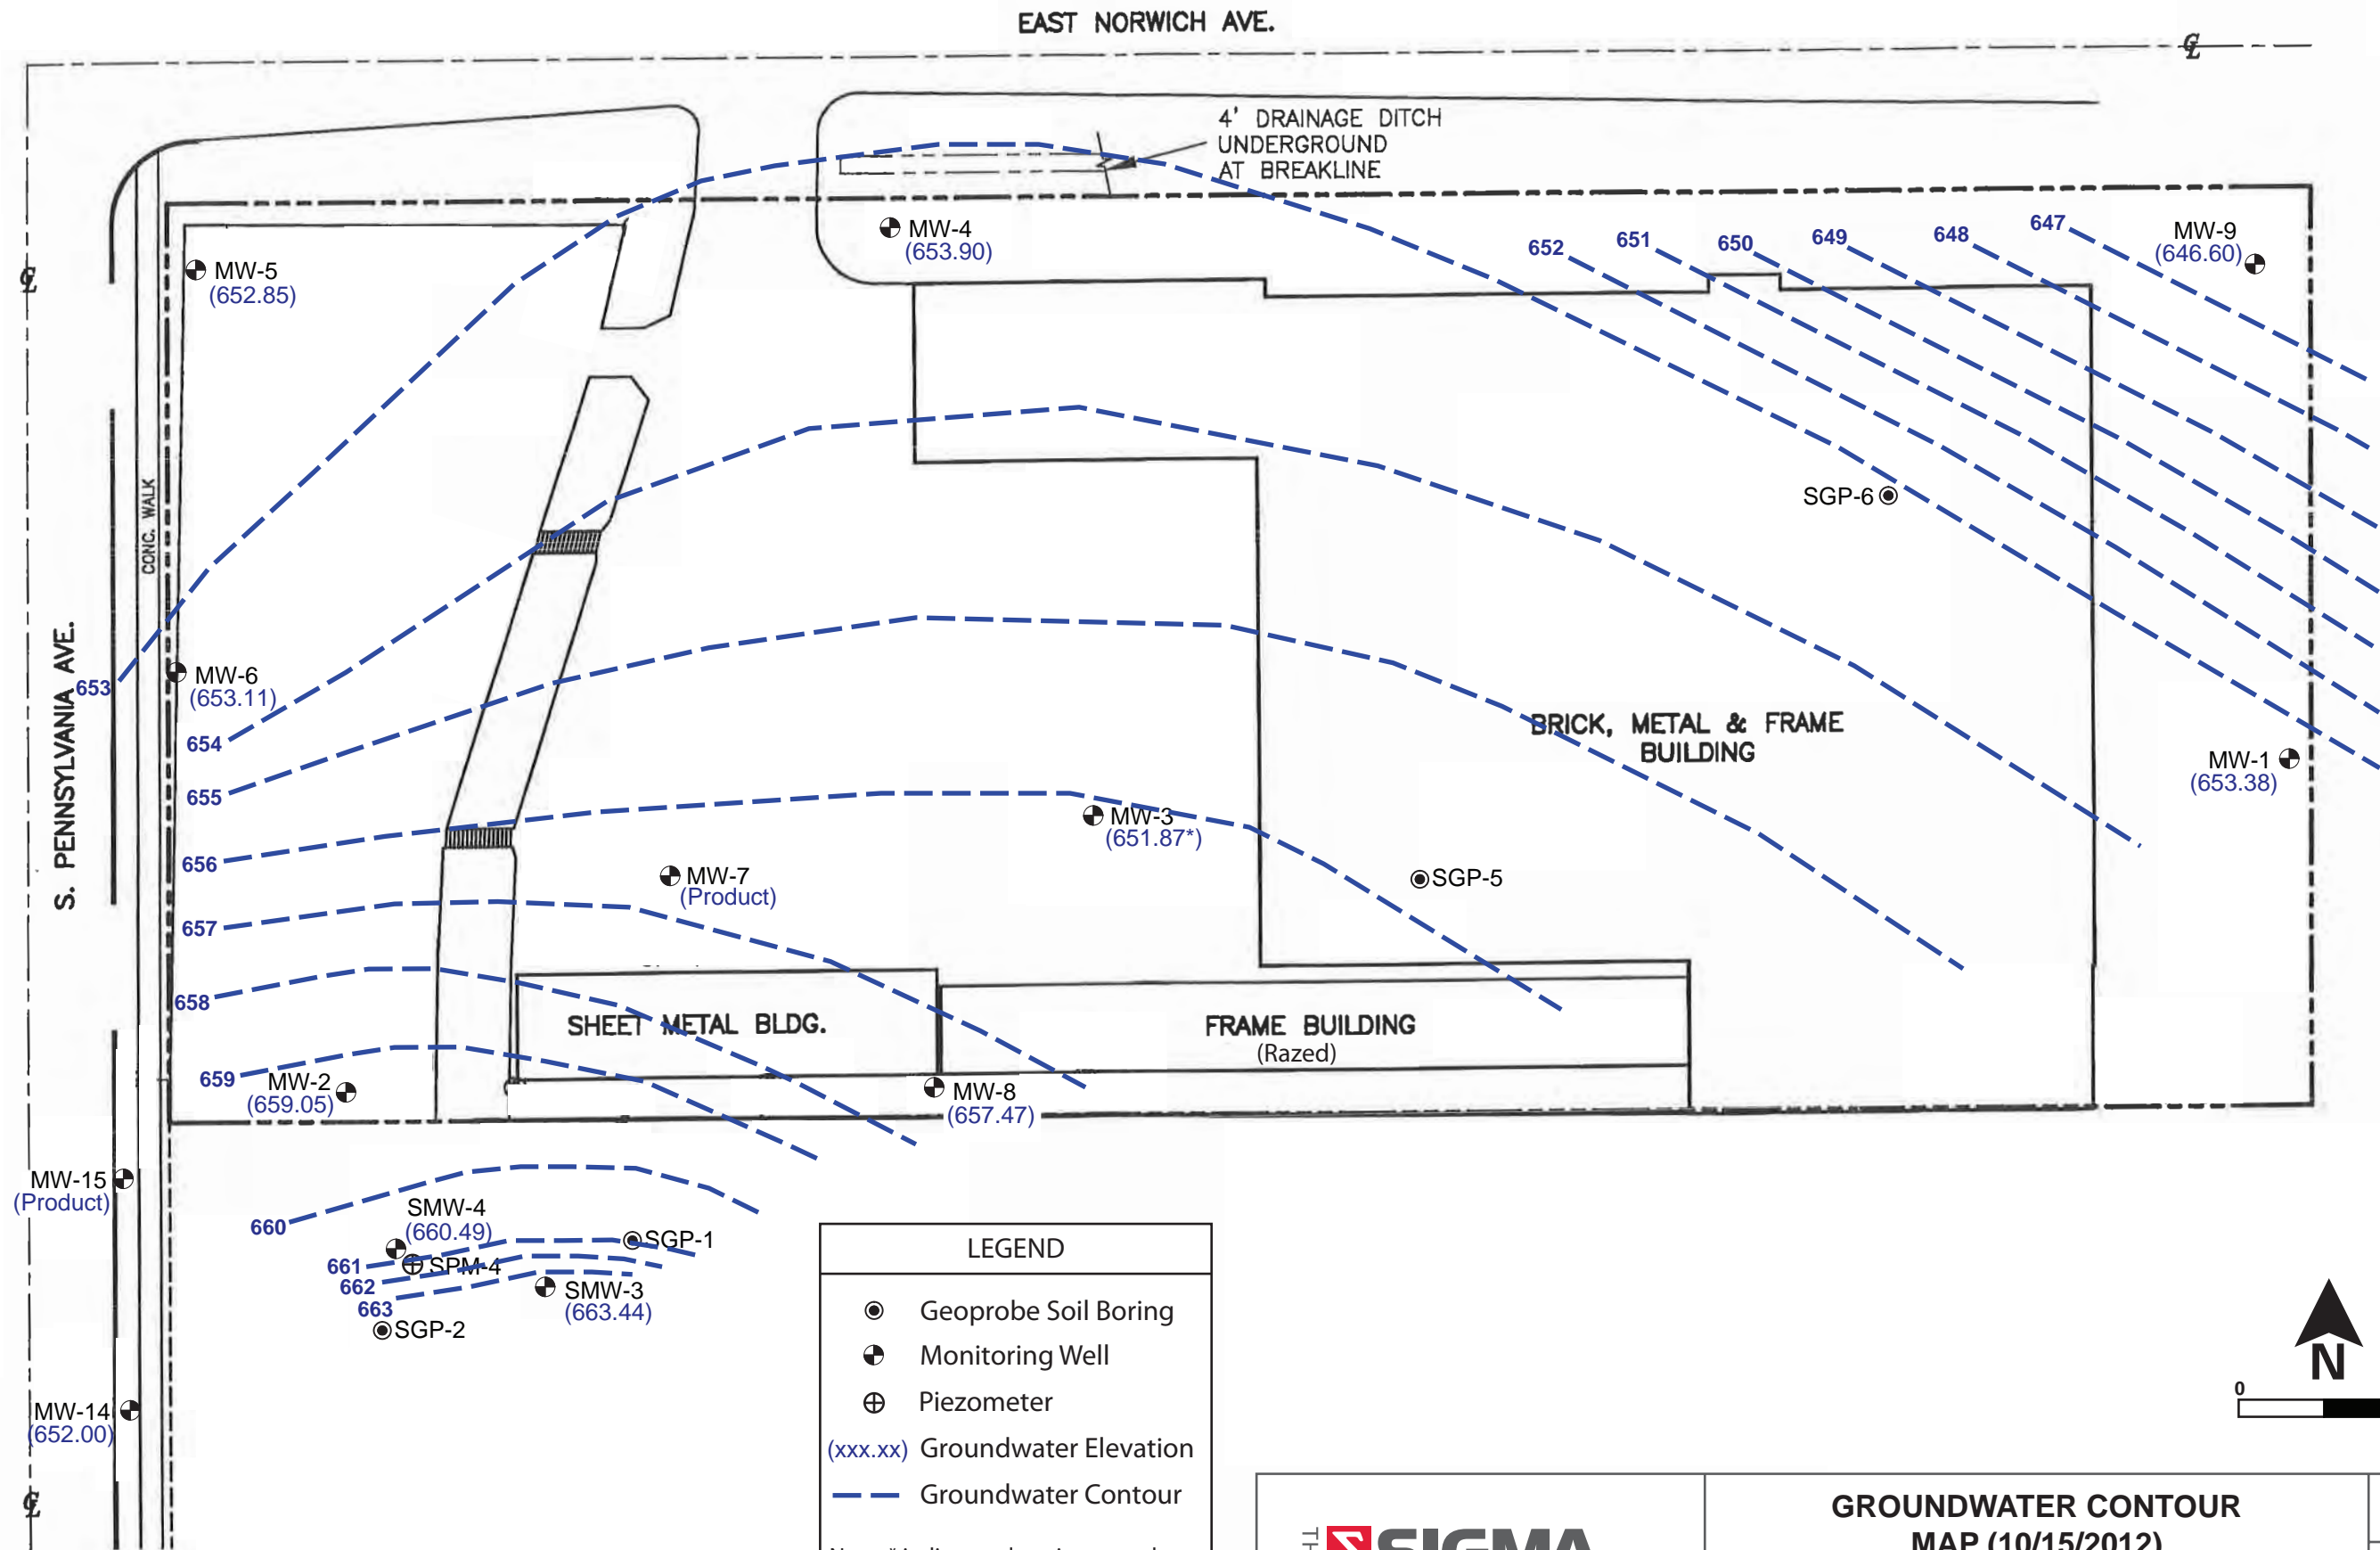 EAST NORWICH AVE.
4' DRAINAGE DITCH
UNDERGROUND
AT BREAKLINE
MW-4
(653.90)
MW-5
(652.85)
652
651
650
649
648
647
MW-9
(646.60)
CONC. WALK
S. PENNSYLVANIA AVE.
SGP-6
MW-6
(653.11)
653
654
655
656
657
658
659
BRICK, METAL & FRAME
BUILDING
MW-1
(653.38)
MW-3
(651.87*)
MW-7
(Product)
SGP-5
SHEET METAL BLDG.
FRAME BUILDING
(Razed)
MW-2
(659.05)
MW-8
(657.47)
MW-15
(Product)
660
SMW-4
(660.49)
SGP-1
661
SPM-4
662
663
SMW-3
(663.44)
SGP-2
MW-14
(652.00)
LEGEND
Geoprobe Soil Boring
Monitoring Well
Piezometer
(xxx.xx) Groundwater Elevation
Groundwater Contour
N
0
SIGMA
GROUNDWATER CONTOUR
MAP (10/15/2012)